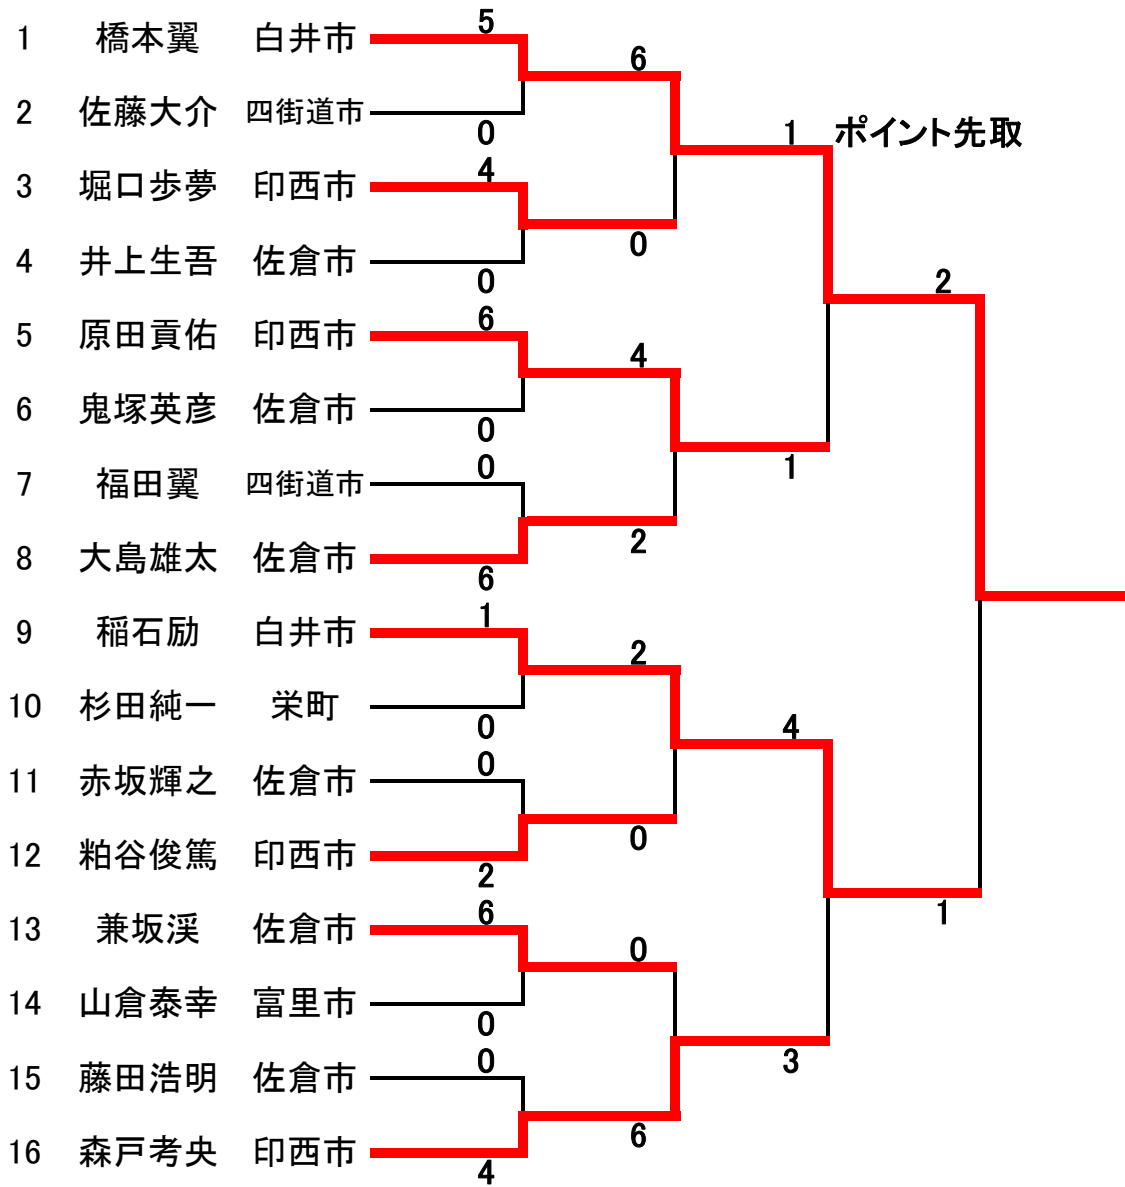 5
1 橋本翼 白井市
6
2 佐藤大介 四街道市
1 ポイント先取
0
4
3 堀口歩夢 印西市
0
4 井上生吾 佐倉市
0
2
6
5 原田貢佑 印西市
4
6 鬼塚英彦 佐倉市
0
0
1
7 福田翼 四街道市
2
8 大島雄太 佐倉市
6
1
9 稲石励 白井市
2
10 杉田純一 栄町
0
4
0
11 赤坂輝之 佐倉市
0
12 粕谷俊篤 印西市
2
6
1
13 兼坂渓 佐倉市
0
14 山倉泰幸 富里市
0
0
3
15 藤田浩明 佐倉市
6
16 森戸考央 印西市
4